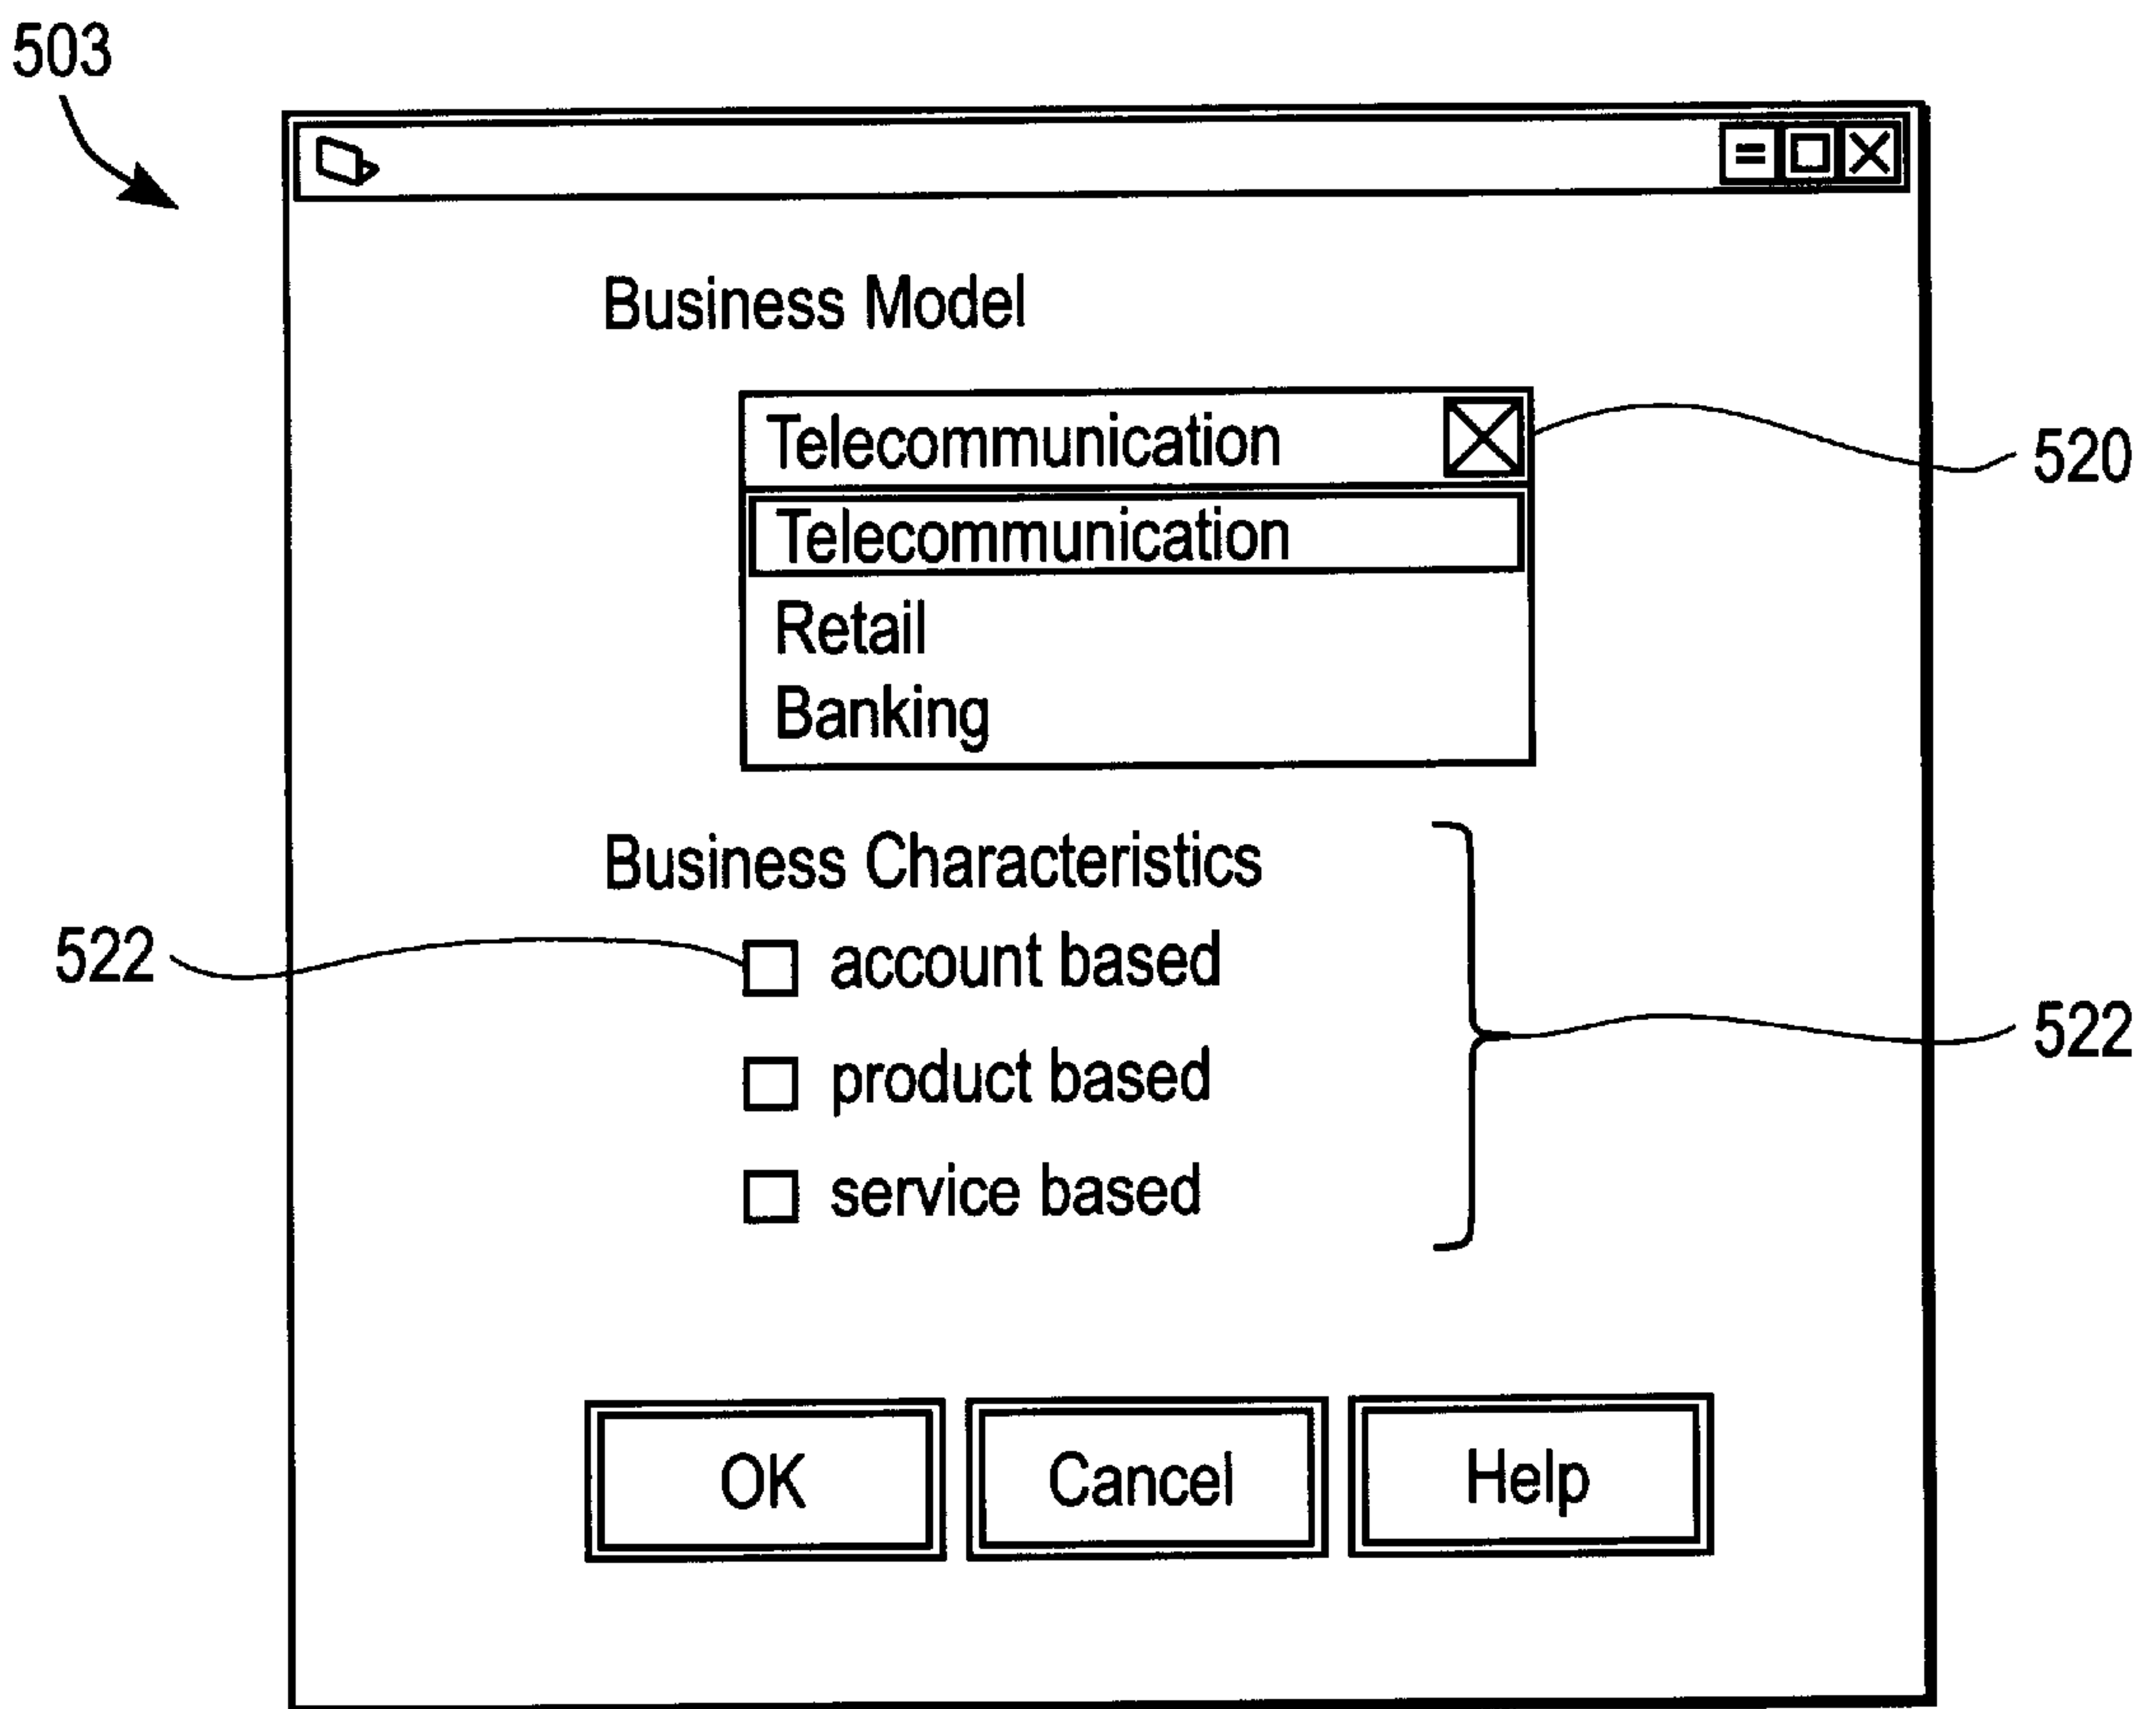 503
Business Model
Telecommunication
520
Telecommunication
Retail
Banking
Business Characteristics
522
account based
522
product based
service based
OK
Cancel
Help